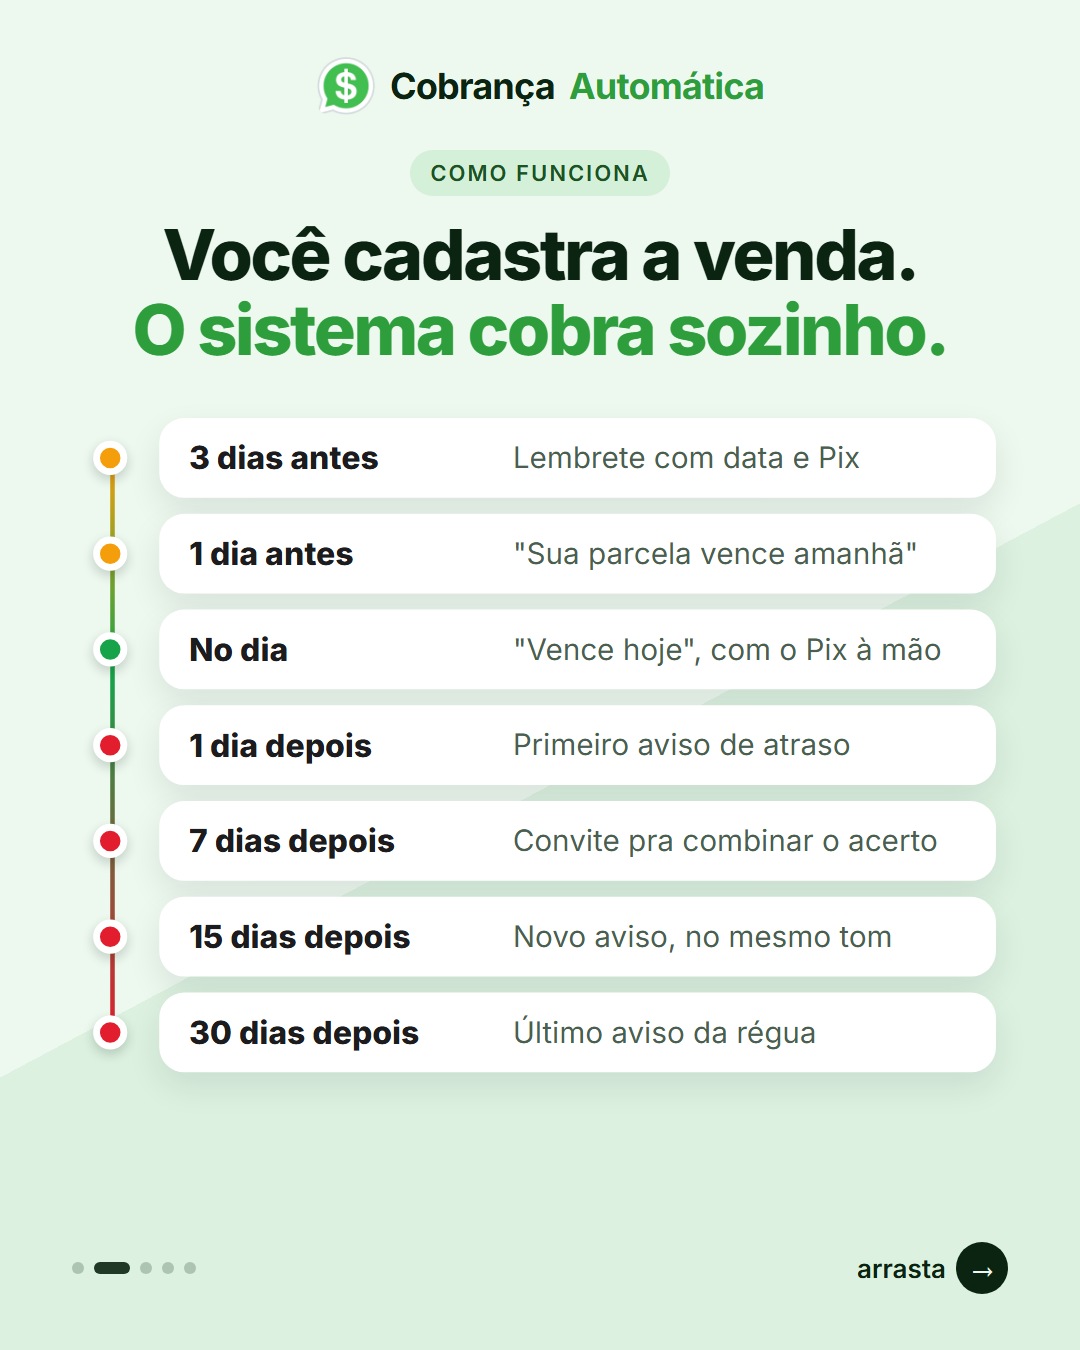 $
Cobrança Automática
COMO FUNCIONA
Você cadastra a venda.
O sistema cobra sozinho.
3 dias antes Lembrete com data e Pix
1 dia antes "Sua parcela vence amanhã"
No dia "Vence hoje", com o Pix à mão
1 dia depois Primeiro aviso de atraso
7 dias depois Convite pra combinar o acerto
15 dias depois Novo aviso, no mesmo tom
30 dias depois Último aviso da régua
arrasta →